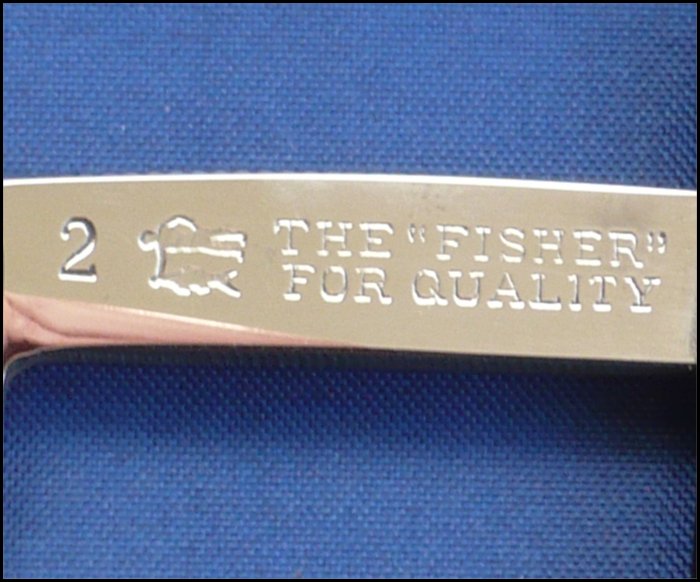 2
THE "FISHER"
FOR QUALITY